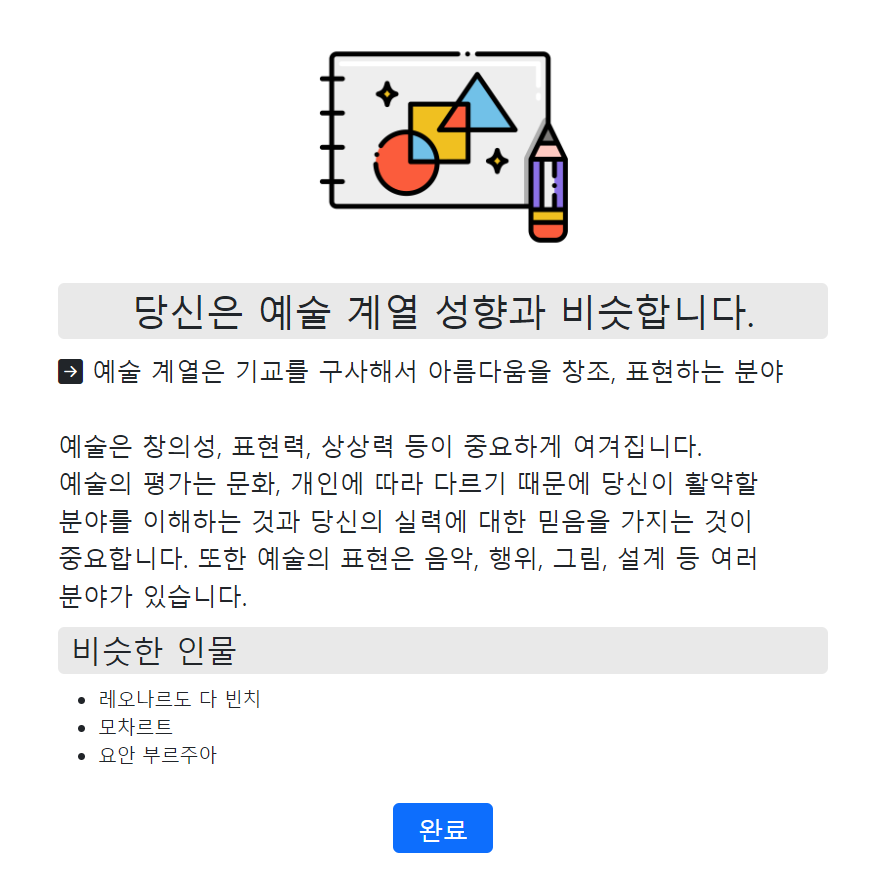 당신은 예술 계열 성향과 비슷합니다.
예술 계열은 기교를 구사해서 아름다움을 창조, 표현하는 분야
예술은 창의성, 표현력, 상상력 등이 중요하게 여겨집니다.
예술의 평가는 문화, 개인에 따라 다르기 때문에 당신이 활약할
분야를 이해하는 것과 당신의 실력에 대한 믿음을 가지는 것이
중요합니다. 또한 예술의 표현은 음악, 행위, 그림, 설계 등 여러
분야가 있습니다.
비슷한 인물
레오나르도 다 빈치
모차르트
요안 부르주아
완료